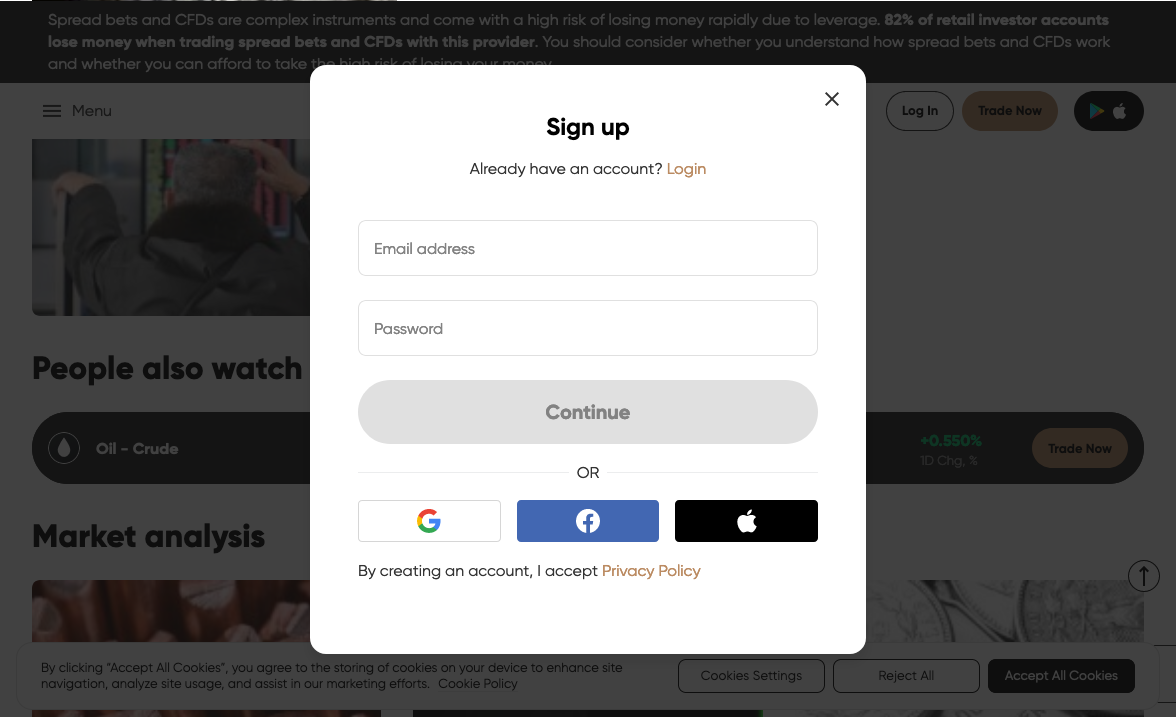 Spread bets and CFDs are complex instruments and come with a high risk of losing money rapidly due to leverage. 82% of retail investor accounts
lose money when trading spread bets and CFDs with this provider. You should consider whether you understand how spread bets and CFDs work
and whether you can afford to take the high risk of losing your money.
Menu
Log In
Trade Now
Sign up
Already have an account? Login
Email address
Password
Continue
OR
By creating an account, I accept Privacy Policy
People also watch
Oil - Crude
+0.550%
1D Chg, %
Trade Now
Market analysis
By clicking “Accept All Cookies”, you agree to the storing of cookies on your device to enhance site
navigation, analyze site usage, and assist in our marketing efforts. Cookie Policy
Cookies Settings
Reject All
Accept All Cookies